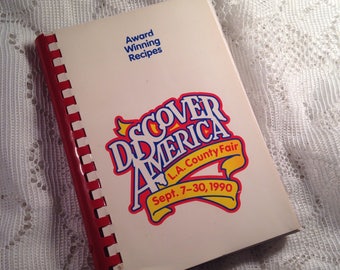 Award
Winning
Recipes
DISCOVER
AMERICA
L.A. County Fair
Sept. 7-30, 1990